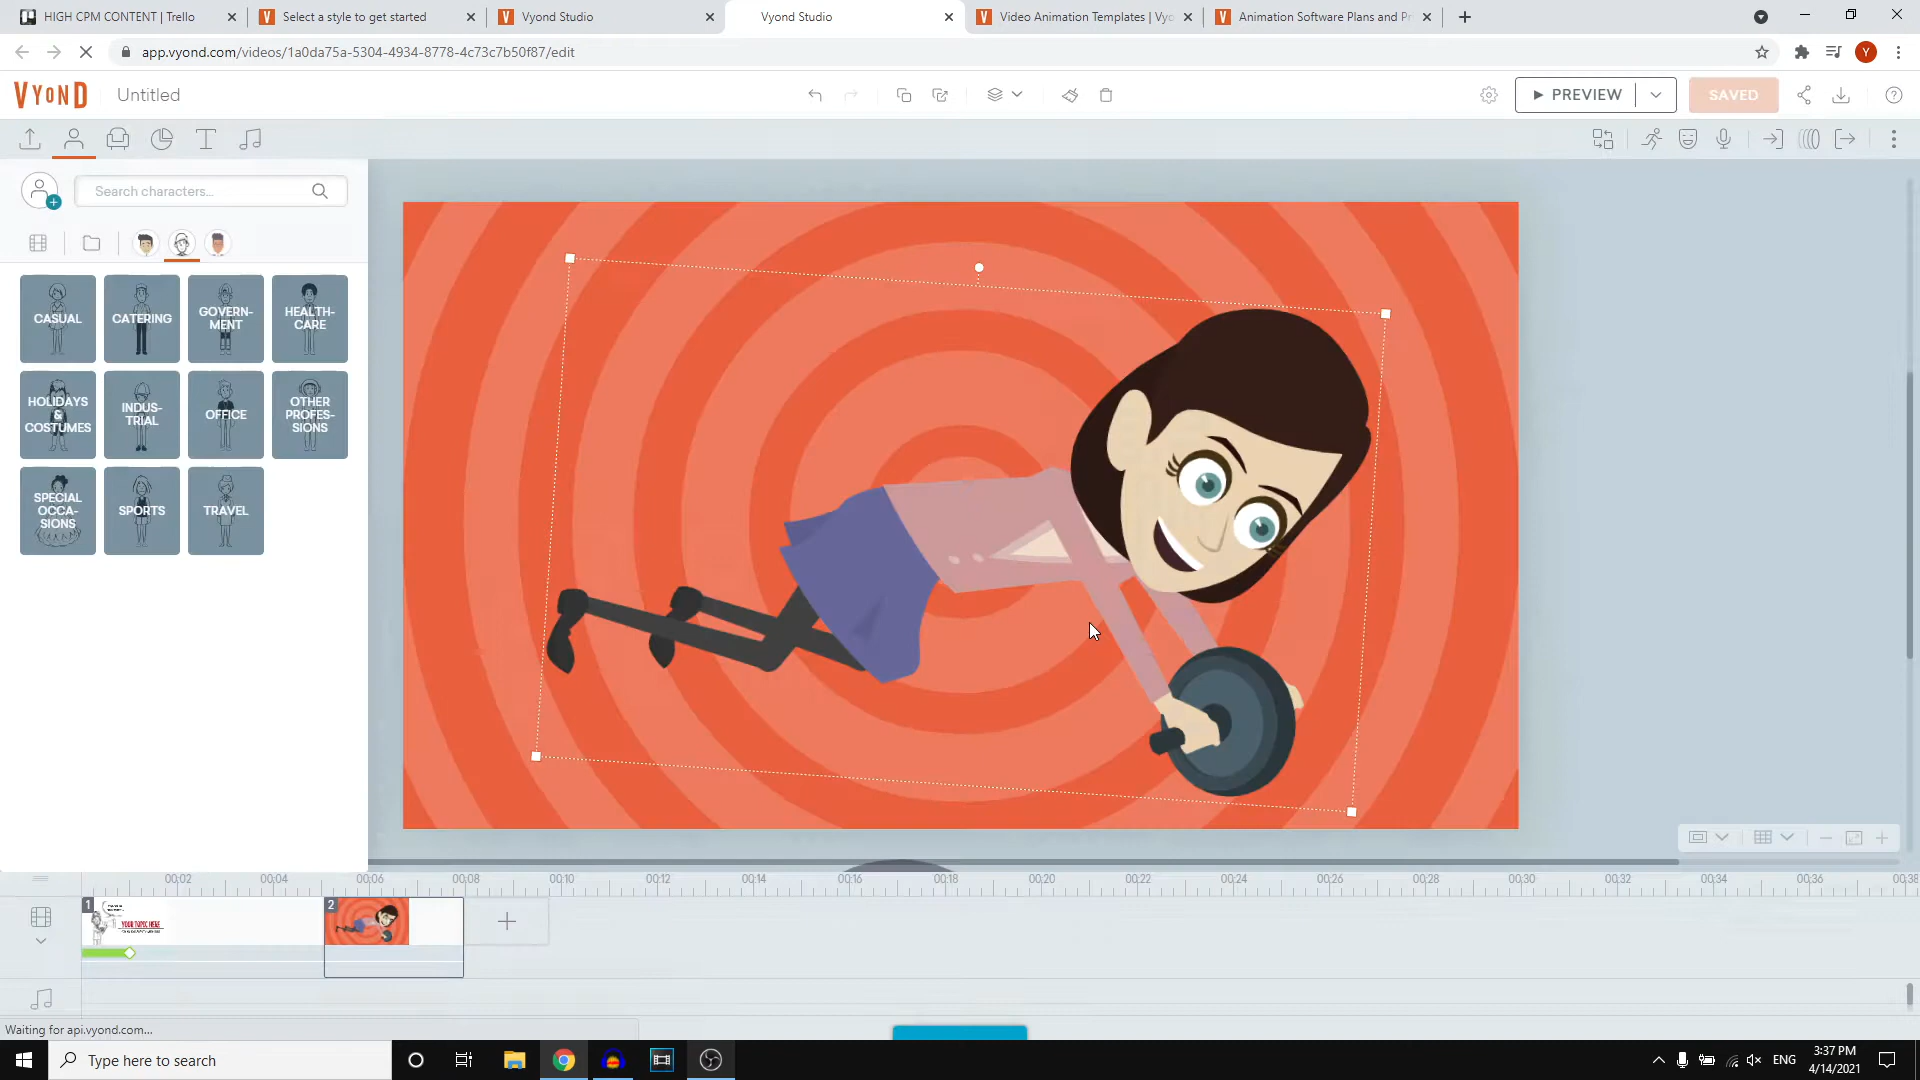 HIGH CPM CONTENT | Trello
Select a style to get started
Vyond Studio
Vyond Studio
Video Animation Templates | Vyo
Animation Software Plans and Pr
app.vyond.com/videos/1a0da75a-5304-4934-8778-4c73c7b50f87/edit
Y
VYOND
Untitled
PREVIEW
SAVED
Search characters...
CASUAL
CATERING
GOVERN-
MENT
HEALTH-
CARE
HOLIDAYS
&
COSTUMES
INDUS-
TRIAL
OFFICE
OTHER
PROFES-
SIONS
SPECIAL
OCCA-
SIONS
SPORTS
TRAVEL
00:02 00:04 00:06 00:08 00:10 00:12 00:14 00:16 00:18 00:20 00:22 00:24 00:26 00:28 00:30 00:32 00:34 00:36 00:38
1
YOUR TOPIC HERE
2
Waiting for api.vyond.com...
Type here to search
ENG
3:37 PM
4/14/2021